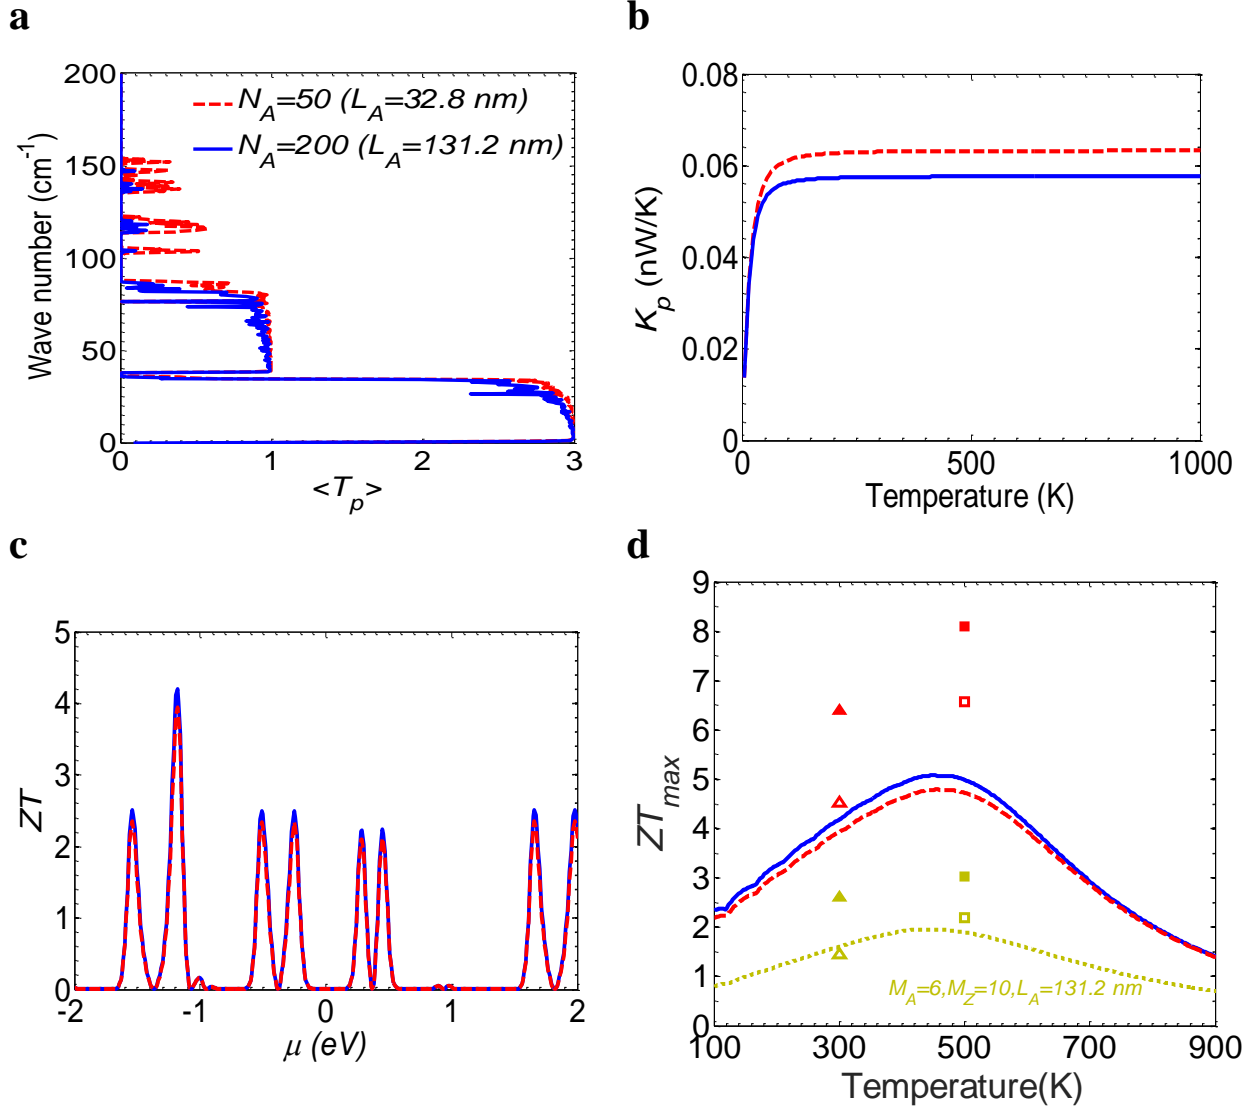 a
200
150
100
50
0
Wave number (cm-1)
N_A=50 (L_A=32.8 nm)
N_A=200 (L_A=131.2 nm)
0 1 2 3
<T_p>
b
0.08
0.06
0.04
0.02
0
K_p (nW/K)
0 500 1000
Temperature (K)
c
5
4
3
2
1
0
ZT
-2 -1 0 1 2
μ (eV)
d
9
8
7
6
5
4
3
2
1
0
ZT_max
M_A=6,M_Z=10,L_A=131.2 nm
100 300 500 700 900
Temperature(K)